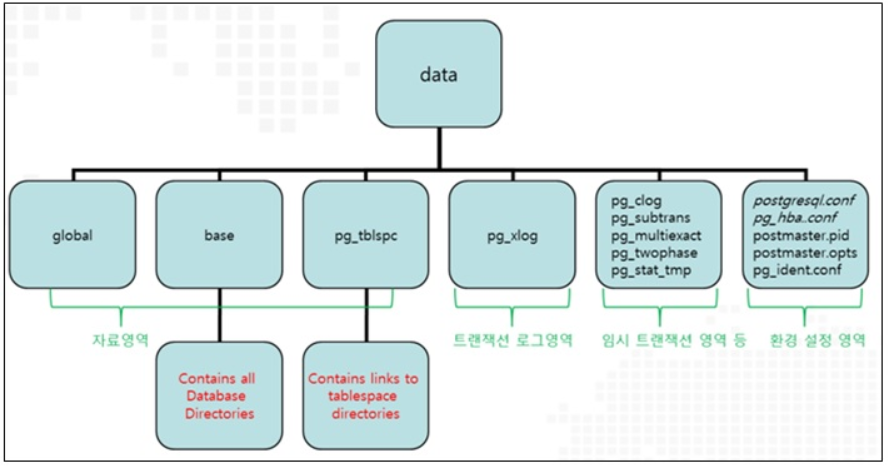 data
global
base
pg_tblspc
pg_xlog
pg_clog
pg_subtrans
pg_multiexact
pg_twophase
pg_stat_tmp
postgresql.conf
pg_hba..conf
postmaster.pid
postmaster.opts
pg_ident.conf
자료영역
트랜잭션 로그영역
임시 트랜잭션 영역 등
환경 설정 영역
Contains all
Database
Directories
Contains links to
tablespace
directories